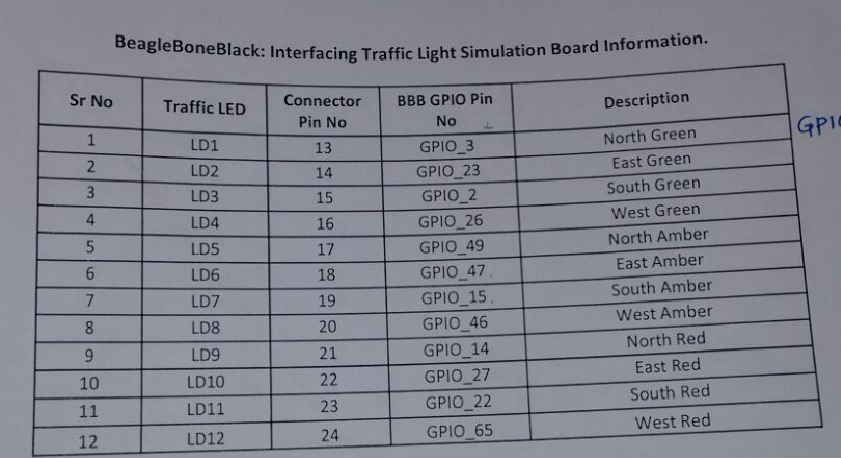 BeagleBoneBlack: Interfacing Traffic Light Simulation Board Information.
Sr No Traffic LED Connector Pin No BBB GPIO Pin No Description
1 LD1 13 GPIO_3 North Green
2 LD2 14 GPIO_23 East Green
3 LD3 15 GPIO_2 South Green
4 LD4 16 GPIO_26 West Green
5 LD5 17 GPIO_49 North Amber
6 LD6 18 GPIO_47 East Amber
7 LD7 19 GPIO_15 South Amber
8 LD8 20 GPIO_46 West Amber
9 LD9 21 GPIO_14 North Red
10 LD10 22 GPIO_27 East Red
11 LD11 23 GPIO_22 South Red
12 LD12 24 GPIO_65 West Red